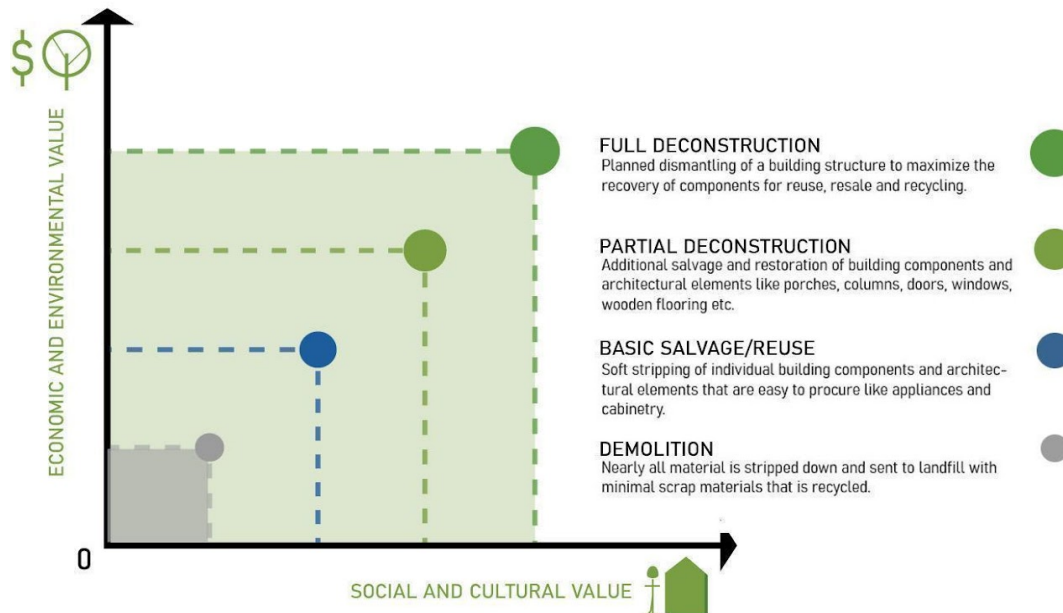 $
ECONOMIC AND ENVIRONMENTAL VALUE
FULL DECONSTRUCTION
Planned dismantling of a building structure to maximize the
recovery of components for reuse, resale and recycling.
PARTIAL DECONSTRUCTION
Additional salvage and restoration of building components and
architectural elements like porches, columns, doors, windows,
wooden flooring etc.
BASIC SALVAGE/REUSE
Soft stripping of individual building components and architec-
tural elements that are easy to procure like appliances and
cabinetry.
DEMOLITION
Nearly all material is stripped down and sent to landfill with
minimal scrap materials that is recycled.
0
SOCIAL AND CULTURAL VALUE